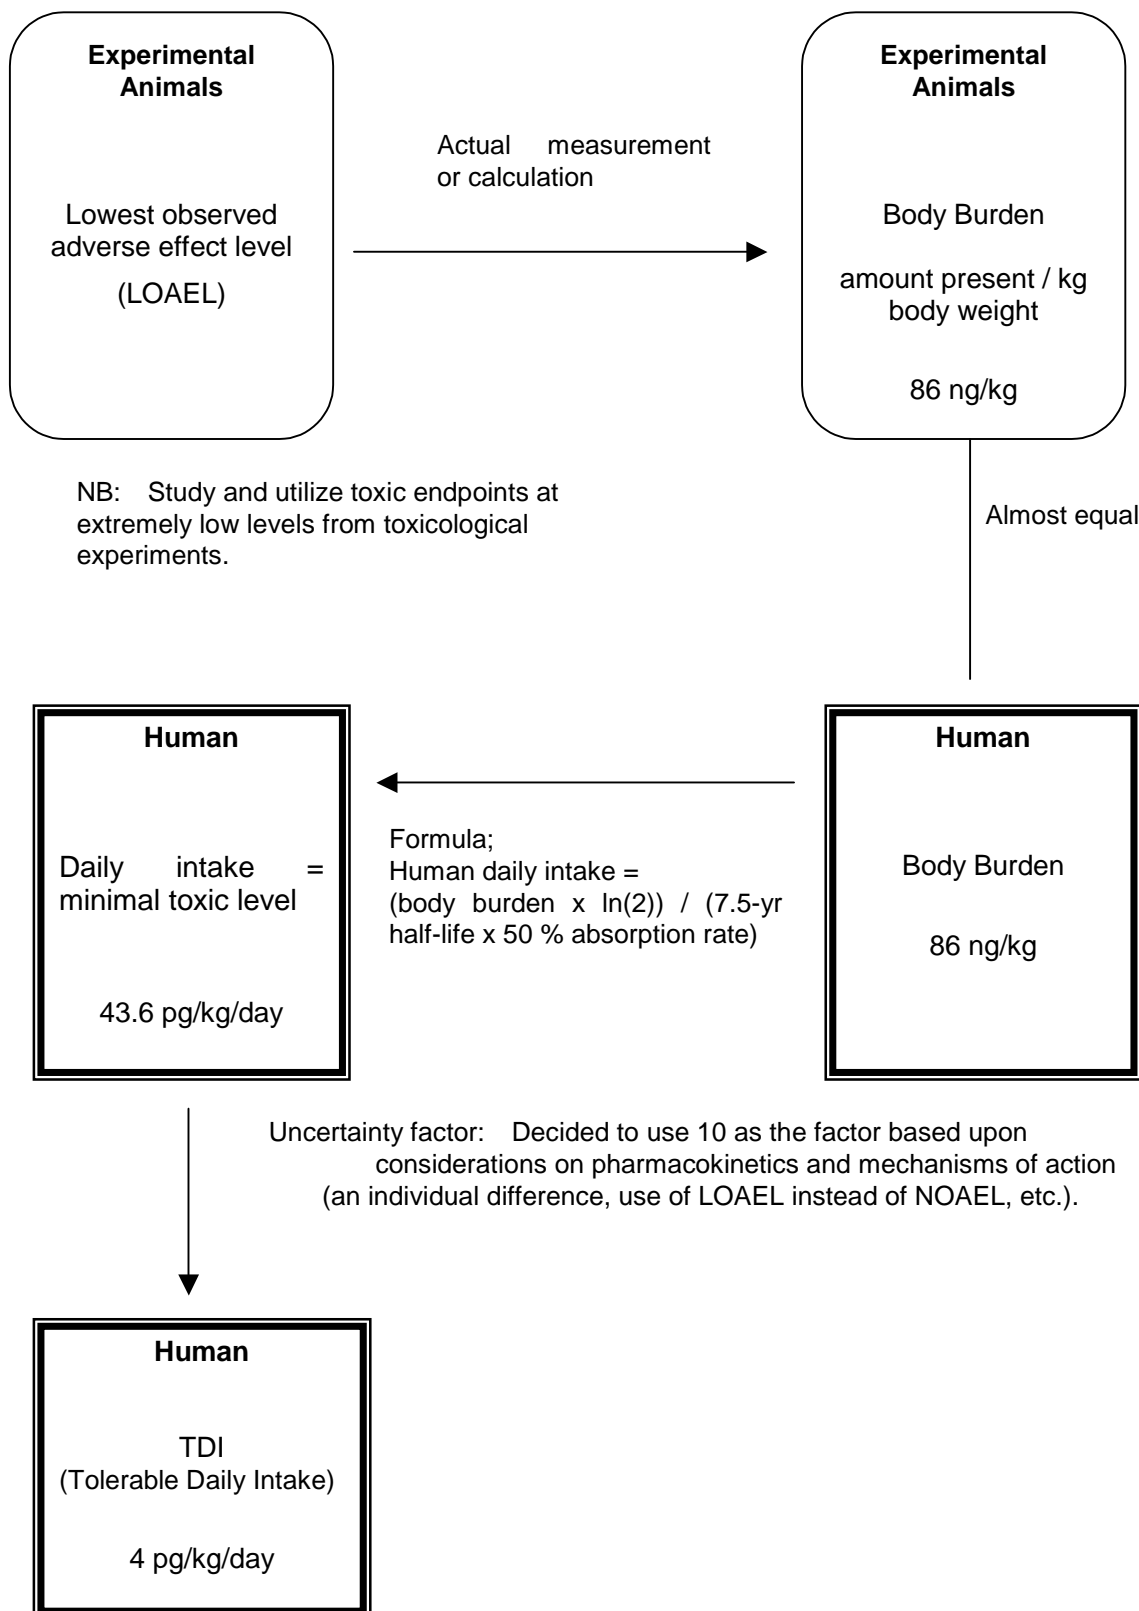 Experimental
Animals
Lowest observed
adverse effect level
(LOAEL)
Actual measurement
or calculation
Experimental
Animals
Body Burden
amount present / kg
body weight
86 ng/kg
NB: Study and utilize toxic endpoints at
extremely low levels from toxicological
experiments.
Almost equal
Human
Daily intake =
minimal toxic level
43.6 pg/kg/day
Formula;
Human daily intake =
(body burden x ln(2)) / (7.5-yr
half-life x 50 % absorption rate)
Human
Body Burden
86 ng/kg
Uncertainty factor: Decided to use 10 as the factor based upon
considerations on pharmacokinetics and mechanisms of action
(an individual difference, use of LOAEL instead of NOAEL, etc.).
Human
TDI
(Tolerable Daily Intake)
4 pg/kg/day